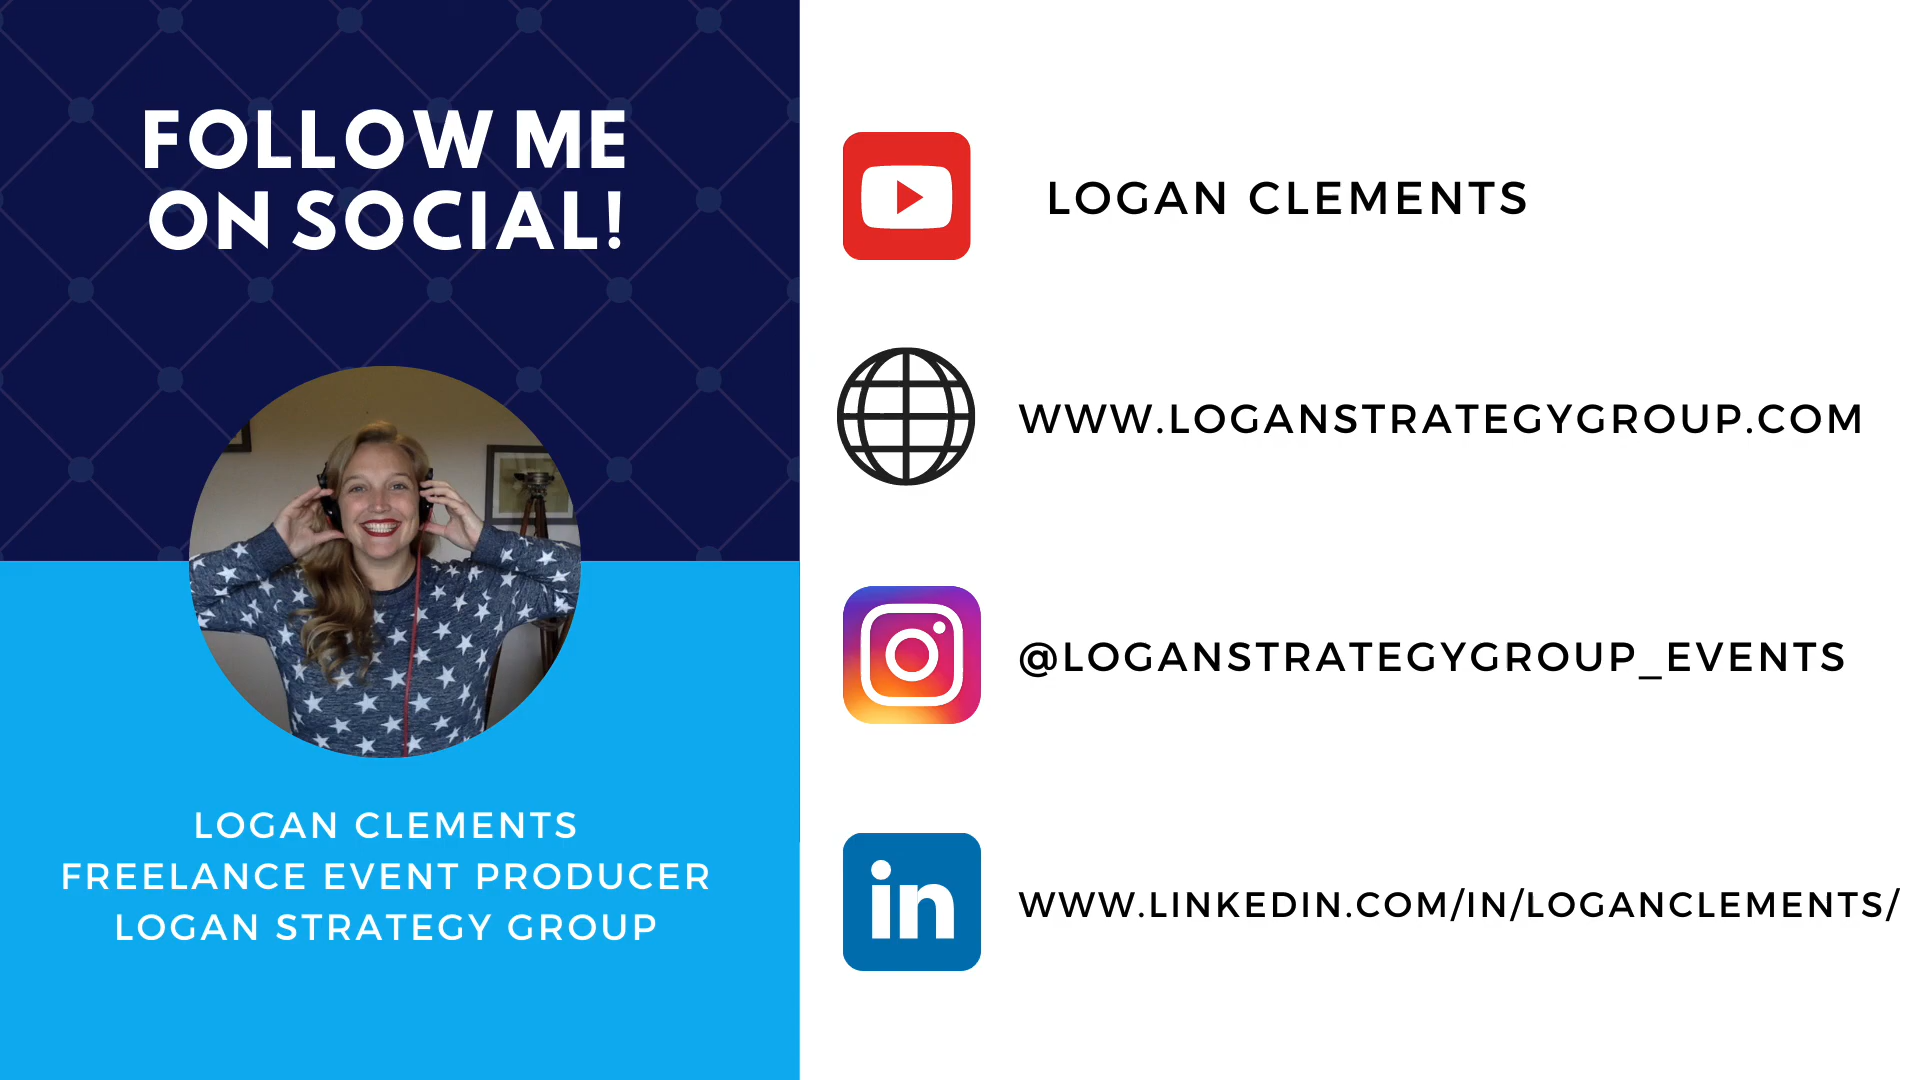 FOLLOW ME
ON SOCIAL!
LOGAN CLEMENTS
FREELANCE EVENT PRODUCER
LOGAN STRATEGY GROUP
LOGAN CLEMENTS
WWW.LOGANSTRATEGYGROUP.COM
@LOGANSTRATEGYGROUP_EVENTS
in
WWW.LINKEDIN.COM/IN/LOGANCLEMENTS/